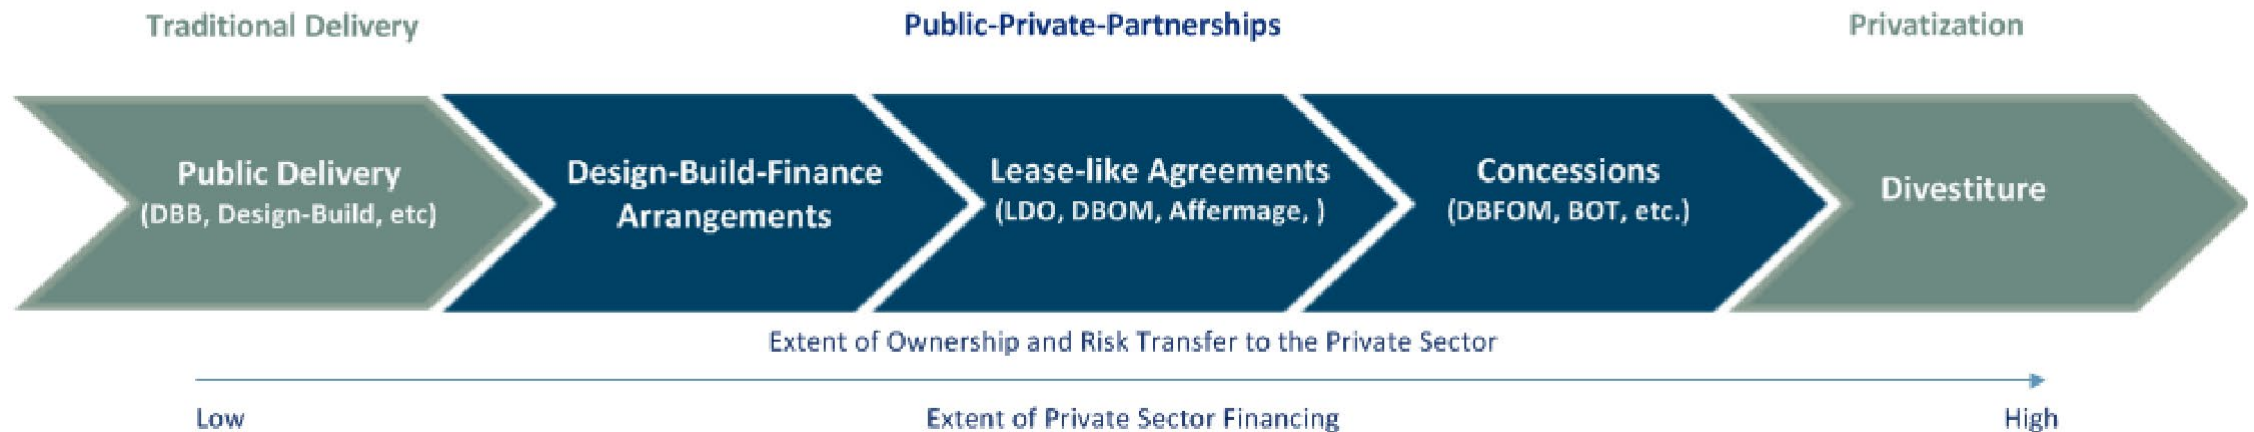 Traditional Delivery
Public-Private-Partnerships
Privatization
Public Delivery
(DBB, Design-Build, etc)
Design-Build-Finance
Arrangements
Lease-like Agreements
(LDO, DBOM, Affermage, )
Concessions
(DBFOM, BOT, etc.)
Divestiture
Extent of Ownership and Risk Transfer to the Private Sector
Low
Extent of Private Sector Financing
High